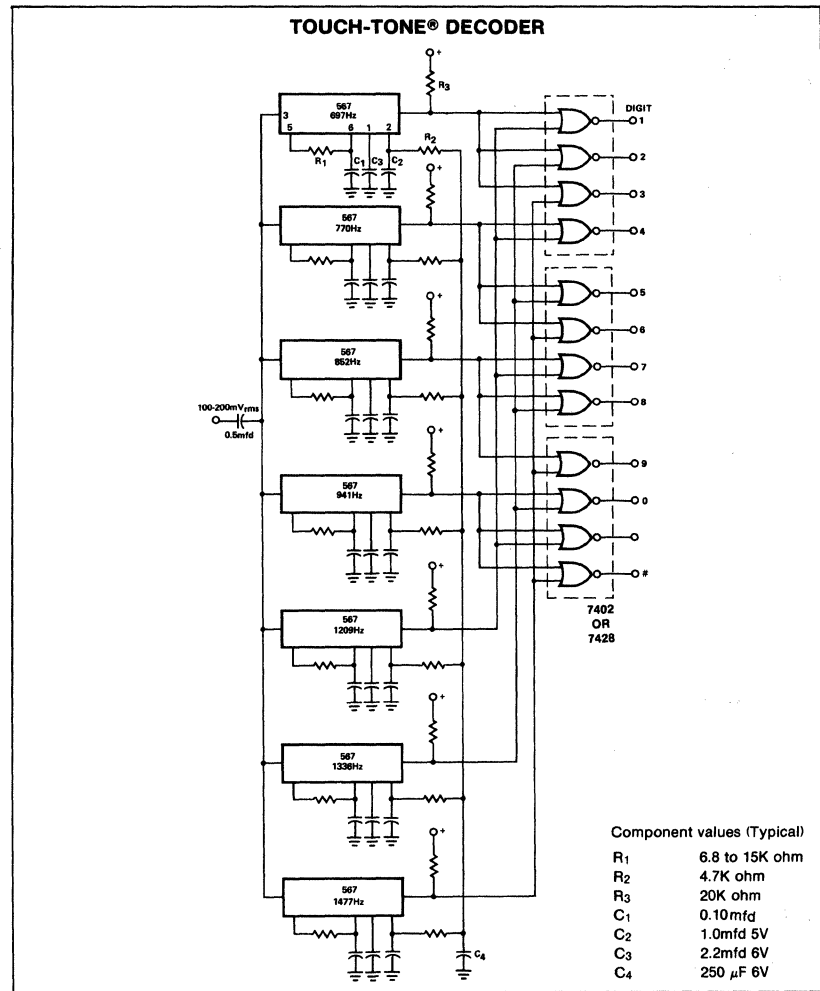 TOUCH-TONE® DECODER
+
R3
567
697Hz
3
5 6 1 2
R1
C1 C3 C2
R2
DIGIT
1
2
3
4
+
567
770Hz
5
6
7
8
+
567
852Hz
100-200mVrms
0.5mfd
+
567
941Hz
9
0
#
7402
OR
7428
+
567
1209Hz
+
567
1336Hz
+
567
1477Hz
C4
Component values (Typical)
R1 6.8 to 15K ohm
R2 4.7K ohm
R3 20K ohm
C1 0.10mfd
C2 1.0mfd 5V
C3 2.2mfd 6V
C4 250 µF 6V